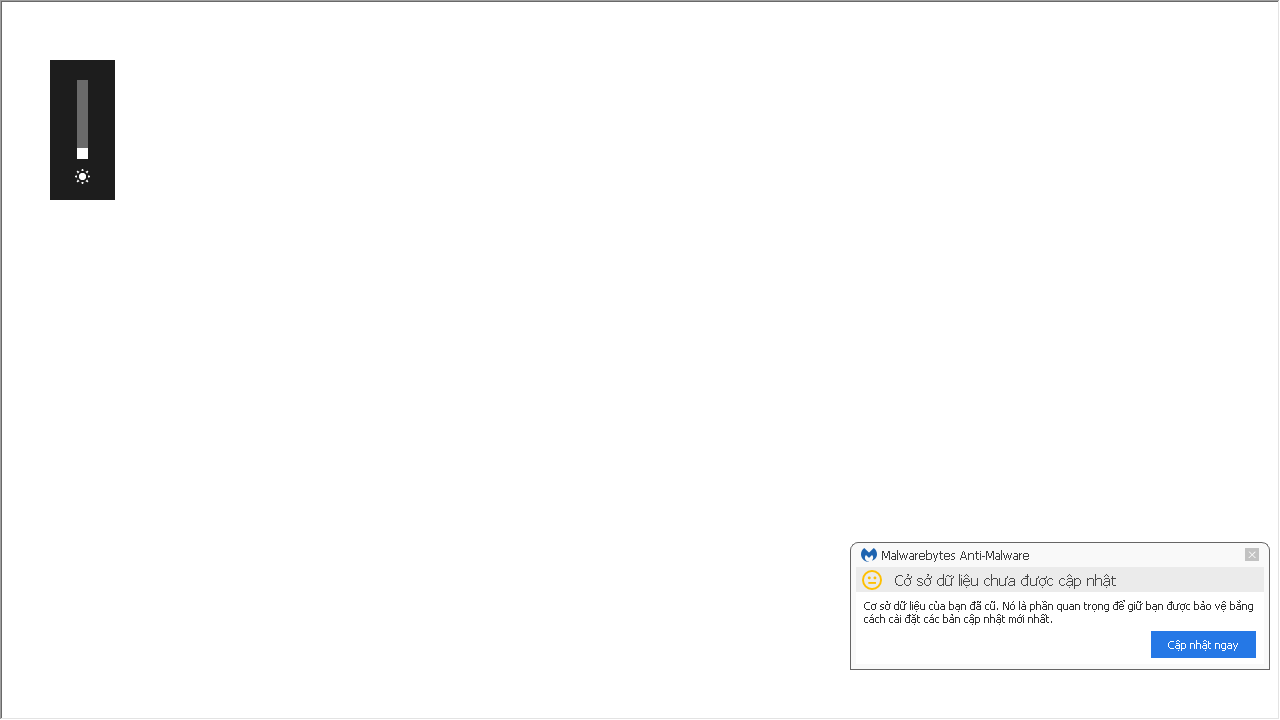 Malwarebytes Anti-Malware
Cở sở dữ liệu chưa được cập nhật
Cơ sở dữ liệu của bạn đã cũ. Nó là phần quan trọng để giữ bạn được bảo vệ bằng
cách cài đặt các bản cập nhật mới nhất.
Cập nhật ngay